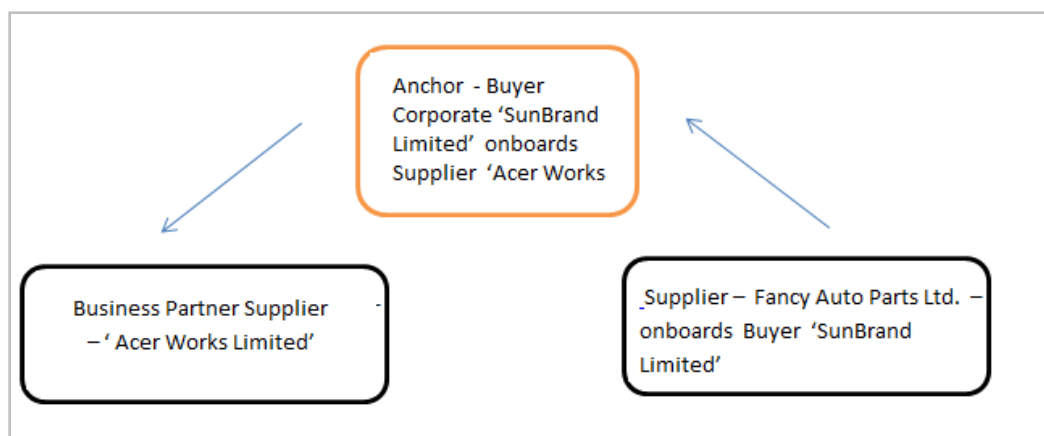 Anchor - Buyer
Corporate ‘SunBrand
Limited’ onboards
Supplier ‘Acer Works
Business Partner Supplier -
– ‘ Acer Works Limited’
Supplier – Fancy Auto Parts Ltd. –
onboards Buyer ‘SunBrand
Limited’